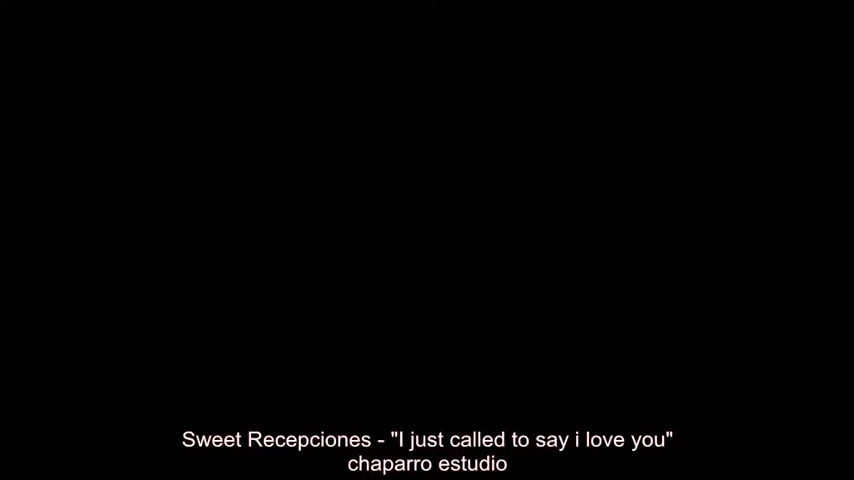 Sweet Recepciones - "I just called to say i love you"
chaparro estudio